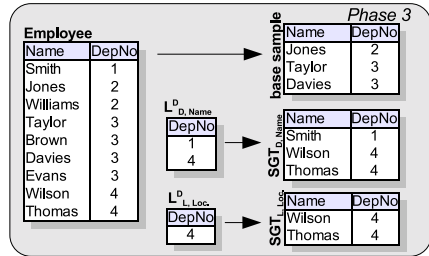 Phase 3
Employee
Name DepNo
Smith 1
Jones 2
Williams 2
Taylor 3
Brown 3
Davies 3
Evans 3
Wilson 4
Thomas 4
base sample
Name DepNo
Jones 2
Taylor 3
Davies 3
L^D_D, Name
DepNo
1
4
SGT_D, Name
Name DepNo
Smith 1
Wilson 4
Thomas 4
L^D_L, Loc.
DepNo
4
SGT_L, Loc.
Name DepNo
Wilson 4
Thomas 4